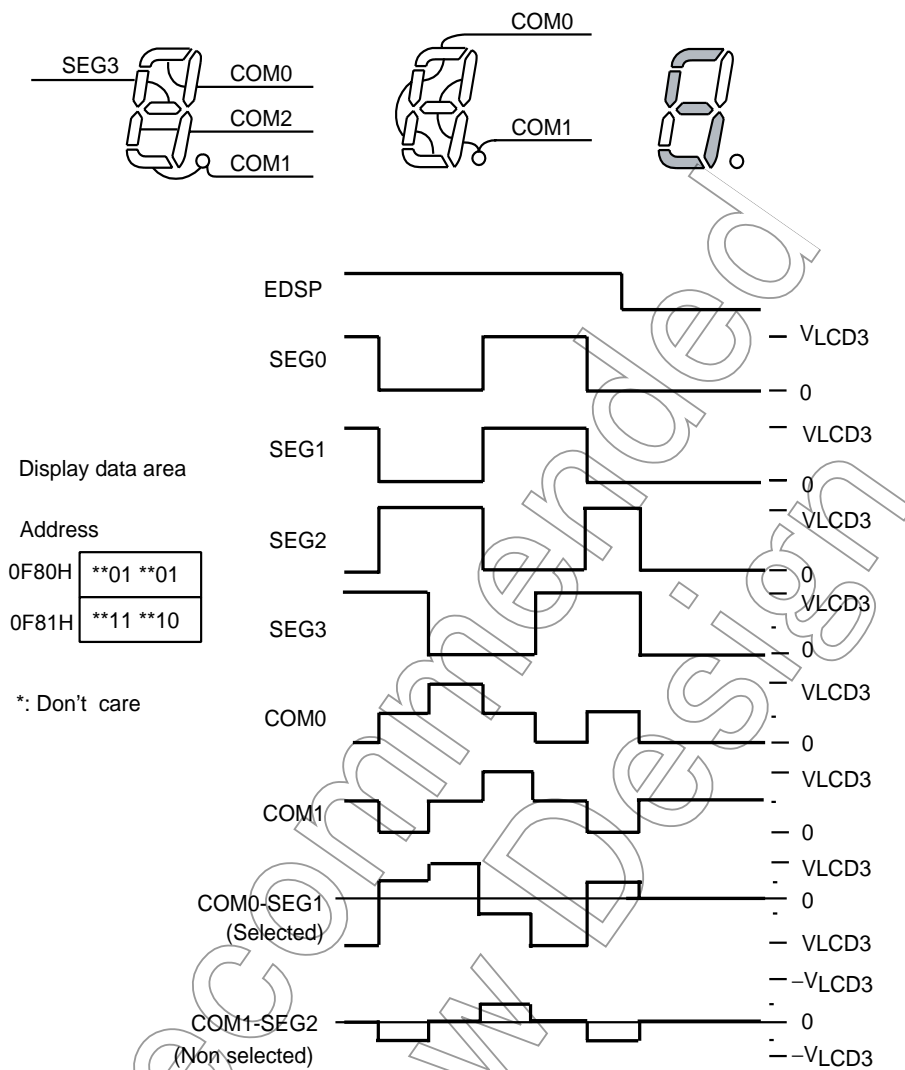 COM0
SEG3
COM0
COM2
COM1
COM1
EDSP
VLCD3
SEG0
0
VLCD3
SEG1
Display data area
0
VLCD3
Address
SEG2
0F80H **01 **01
0
VLCD3
0F81H **11 **10
SEG3
0
*: Don't care
VLCD3
COM0
0
VLCD3
COM1
0
VLCD3
COM0-SEG1
0
(Selected)
VLCD3
–VLCD3
COM1-SEG2
0
(Non selected)
–VLCD3
ecommended
w Design